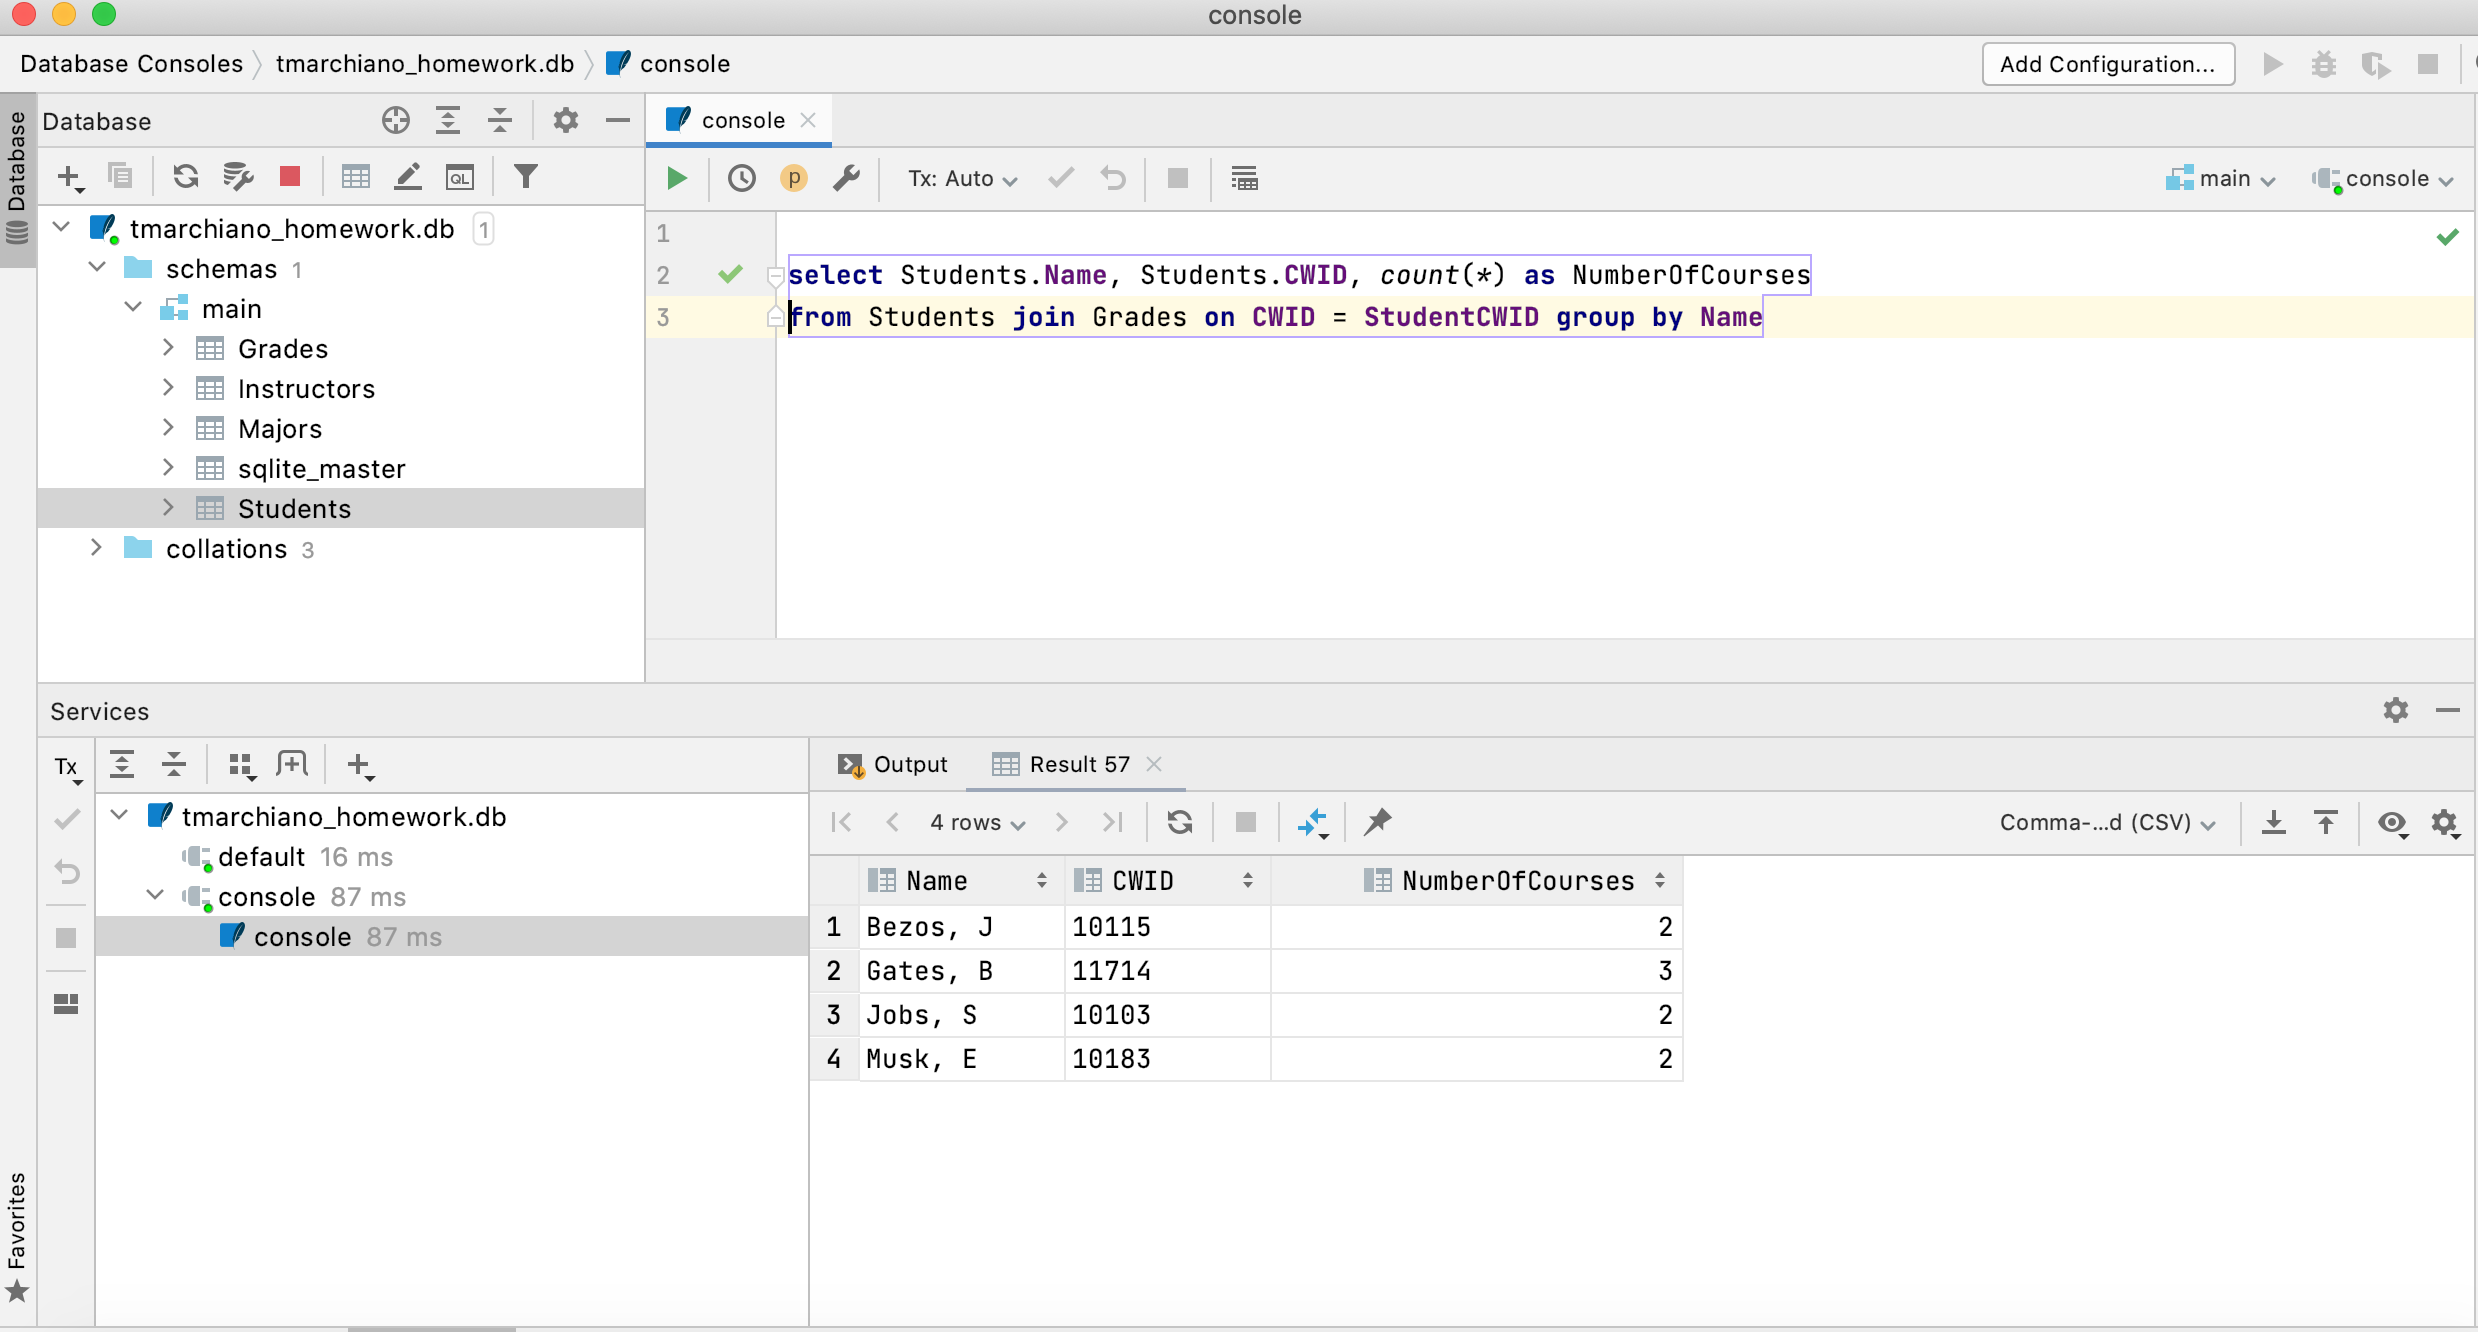 console
Database Consoles tmarchiano_homework.db console Add Configuration...
Database
Database
console
QL
p Tx: Auto main console
tmarchiano_homework.db 1
schemas 1
main
Grades
Instructors
Majors
sqlite_master
Students
collations 3
1
2 select Students.Name, Students.CWID, count(*) as NumberOfCourses
3 from Students join Grades on CWID = StudentCWID group by Name
Services
Tx
tmarchiano_homework.db
default 16 ms
console 87 ms
console 87 ms
Output Result 57
4 rows Comma-...d (CSV)
Name CWID NumberOfCourses
1 Bezos, J 10115 2
2 Gates, B 11714 3
3 Jobs, S 10103 2
4 Musk, E 10183 2
Favorites